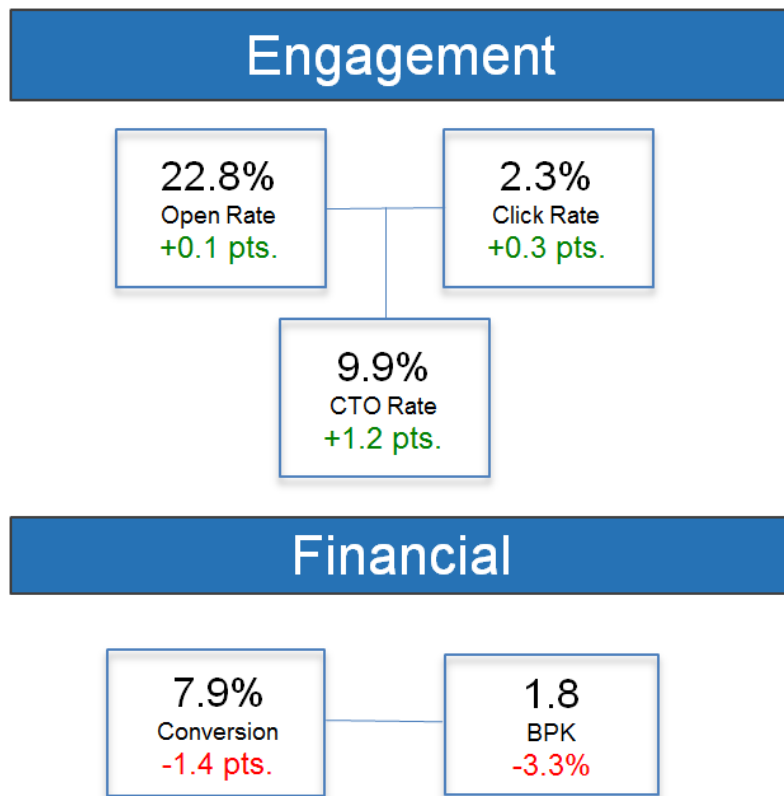 Engagement
22.8%
Open Rate
+0.1 pts.
2.3%
Click Rate
+0.3 pts.
9.9%
CTO Rate
+1.2 pts.
Financial
7.9%
Conversion
-1.4 pts.
1.8
BPK
-3.3%